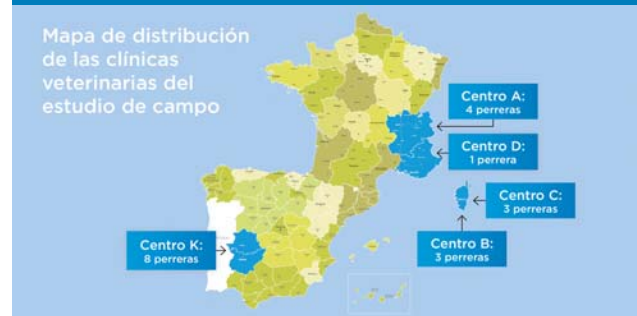 Mapa de distribución
de las clínicas
veterinarias del
estudio de campo
Centro A:
4 perreras
Centro D:
1 perrera
Centro C:
3 perreras
Centro B:
3 perreras
Centro K:
8 perreras